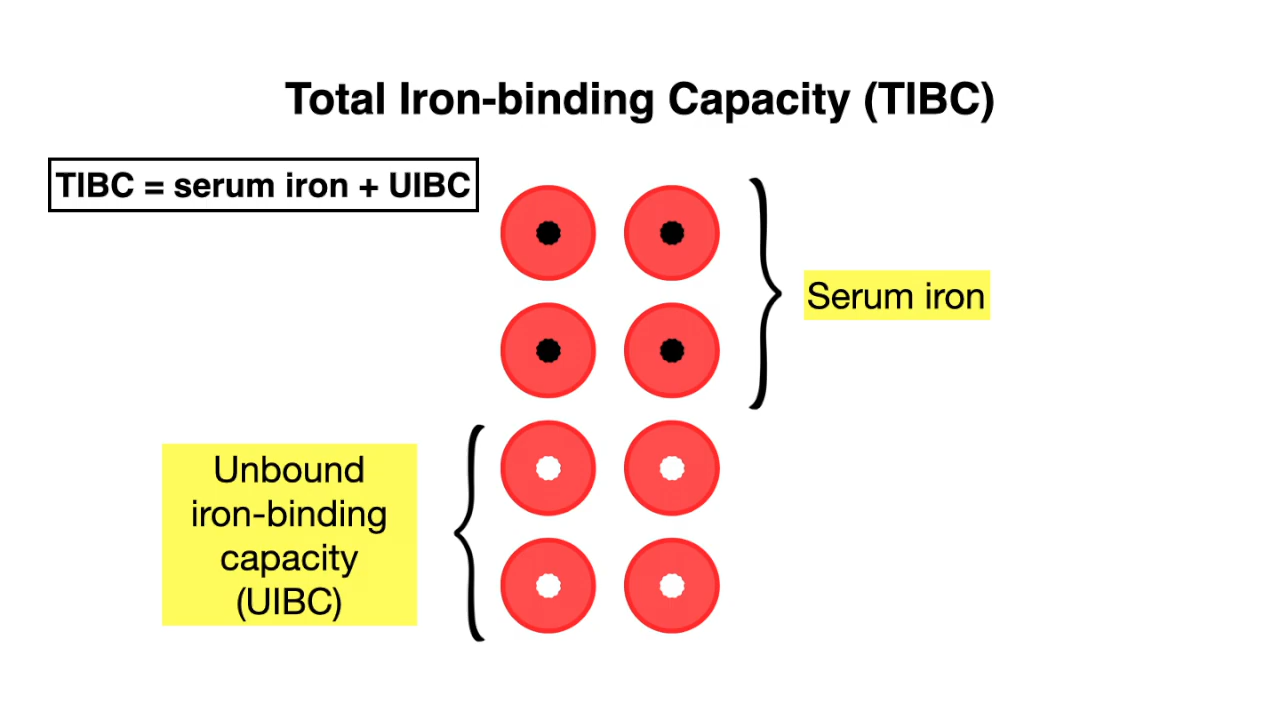 Total Iron-binding Capacity (TIBC)
TIBC = serum iron + UIBC
Serum iron
Unbound
iron-binding
capacity
(UIBC)